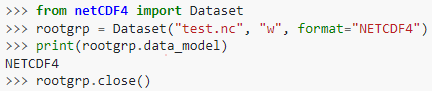 >>> from netCDF4 import Dataset
>>> rootgrp = Dataset("test.nc", "w", format="NETCDF4")
>>> print(rootgrp.data_model)
NETCDF4
>>> rootgrp.close()